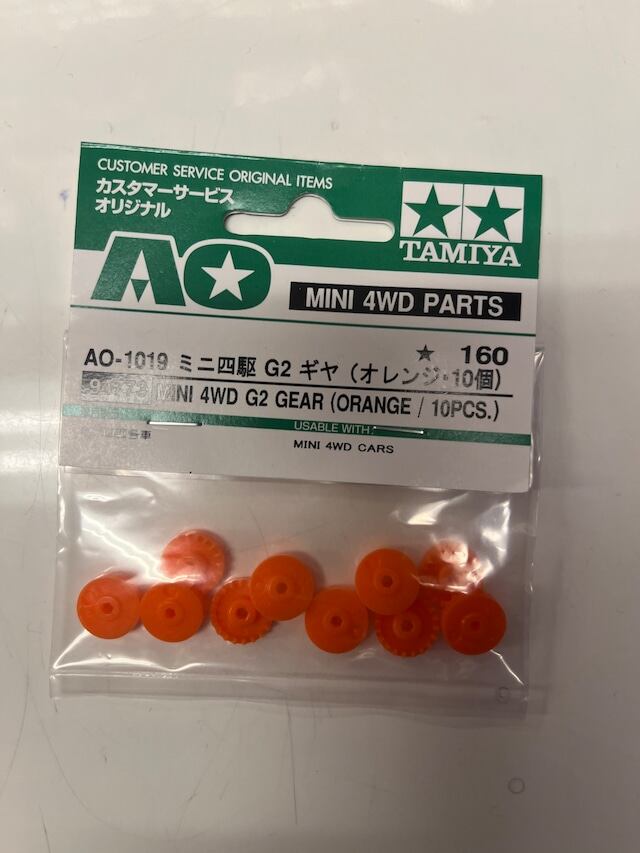 CUSTOMER SERVICE ORIGINAL ITEMS
カスタマーサービス
オリジナル
TAMIYA
AO
MINI 4WD PARTS
AO-1019 ミニ四駆 G2 ギヤ (オレンジ・10個)
★ 160
MINI 4WD G2 GEAR (ORANGE / 10PCS.)
USABLE WITH:
MINI 4WD CARS